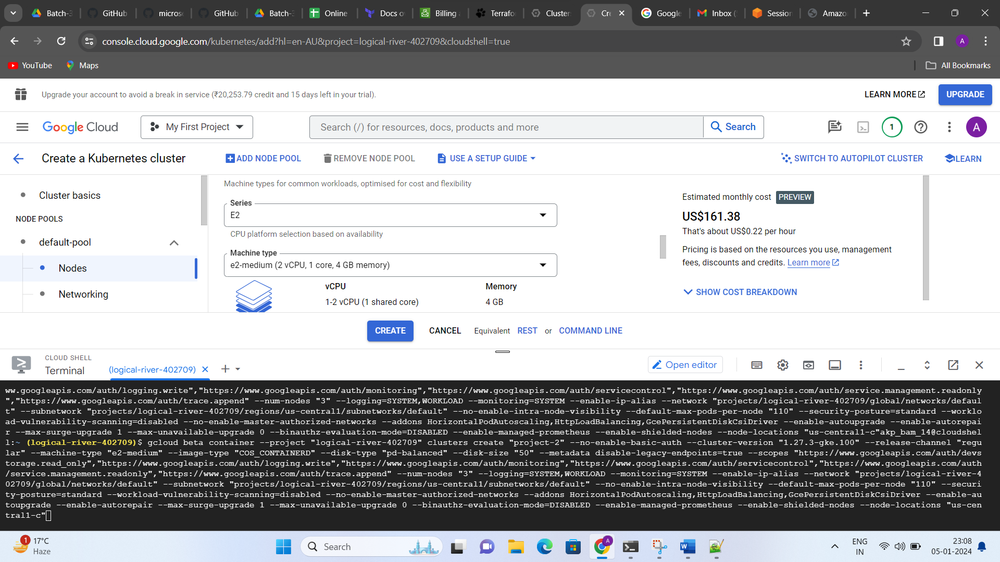 Batch-3
GitHub
micros
GitHub
Batch-3
Online
Docs o
Billing a
Terrafo
Cluster
Cr
Google
Inbox (
Session
Amazo
console.cloud.google.com/kubernetes/add?hl=en-AU&project=logical-river-402709&cloudshell=true
A
YouTube
Maps
All Bookmarks
Upgrade your account to avoid a break in service (₹20,253.79 credit and 15 days left in your trial).
LEARN MORE
UPGRADE
Google Cloud
My First Project
Search (/) for resources, docs, products and more
Search
1
A
Create a Kubernetes cluster
ADD NODE POOL
REMOVE NODE POOL
USE A SETUP GUIDE
SWITCH TO AUTOPILOT CLUSTER
LEARN
Cluster basics
NODE POOLS
default-pool
Nodes
Networking
Machine types for common workloads, optimised for cost and flexibility
Series
E2
CPU platform selection based on availability
Machine type
e2-medium (2 vCPU, 1 core, 4 GB memory)
vCPU
Memory
1-2 vCPU (1 shared core)
4 GB
Estimated monthly cost PREVIEW
US$161.38
That's about US$0.22 per hour
Pricing is based on the resources you use, management
fees, discounts and credits. Learn more
SHOW COST BREAKDOWN
CREATE
CANCEL
Equivalent REST or COMMAND LINE
CLOUD SHELL
Terminal
(logical-river-402709)
Open editor
ww.googleapis.com/auth/logging.write","https://www.googleapis.com/auth/monitoring","https://www.googleapis.com/auth/servicecontrol","https://www.googleapis.com/auth/service.management.readonly
","https://www.googleapis.com/auth/trace.append" --num-nodes "3" --logging=SYSTEM,WORKLOAD --monitoring=SYSTEM --enable-ip-alias --network "projects/logical-river-402709/global/networks/defaul
t" --subnetwork "projects/logical-river-402709/regions/us-central1/subnetworks/default" --no-enable-intra-node-visibility --default-max-pods-per-node "110" --security-posture=standard --worklo
ad-vulnerability-scanning=disabled --no-enable-master-authorized-networks --addons HorizontalPodAutoscaling,HttpLoadBalancing,GcePersistentDiskCsiDriver --enable-autoupgrade --enable-autorepai
r --max-surge-upgrade 1 --max-unavailable-upgrade 0 --binauthz-evaluation-mode=DISABLED --enable-managed-prometheus --enable-shielded-nodes --node-locations "us-central1-c"akp_bam_14@cloudshel
l:~ (logical-river-402709)$ gcloud beta container --project "logical-river-402709" clusters create "project-2" --no-enable-basic-auth --cluster-version "1.27.3-gke.100" --release-channel "regu
lar" --machine-type "e2-medium" --image-type "COS_CONTAINERD" --disk-type "pd-balanced" --disk-size "50" --metadata disable-legacy-endpoints=true --scopes "https://www.googleapis.com/auth/devs
torage.read_only","https://www.googleapis.com/auth/logging.write","https://www.googleapis.com/auth/monitoring","https://www.googleapis.com/auth/servicecontrol","https://www.googleapis.com/auth
/service.management.readonly","https://www.googleapis.com/auth/trace.append" --num-nodes "3" --logging=SYSTEM,WORKLOAD --monitoring=SYSTEM --enable-ip-alias --network "projects/logical-river-4
02709/global/networks/default" --subnetwork "projects/logical-river-402709/regions/us-central1/subnetworks/default" --no-enable-intra-node-visibility --default-max-pods-per-node "110" --securi
ty-posture=standard --workload-vulnerability-scanning=disabled --no-enable-master-authorized-networks --addons HorizontalPodAutoscaling,HttpLoadBalancing,GcePersistentDiskCsiDriver --enable-au
toupgrade --enable-autorepair --max-surge-upgrade 1 --max-unavailable-upgrade 0 --binauthz-evaluation-mode=DISABLED --enable-managed-prometheus --enable-shielded-nodes --node-locations "us-cen
tral1-c"
1
17°C
Haze
Search
A
ENG
IN
23:08
05-01-2024